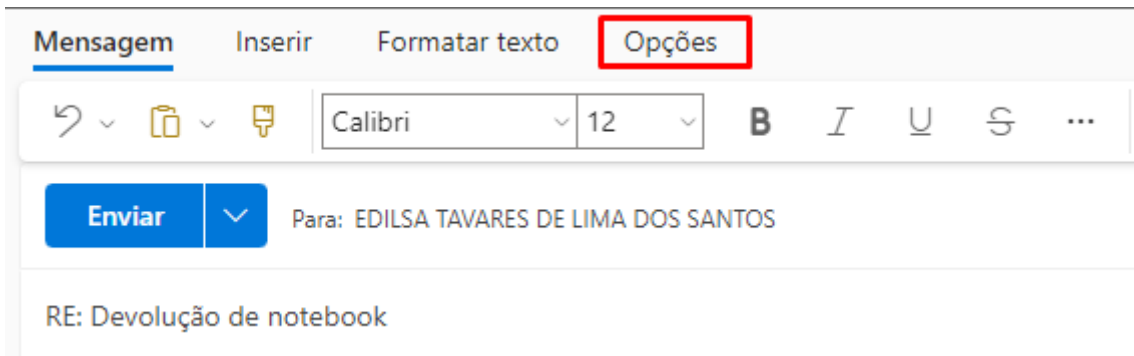 Mensagem Inserir Formatar texto Opções
Calibri 12 B I U S ...
Enviar Para: EDILSA TAVARES DE LIMA DOS SANTOS
RE: Devolução de notebook